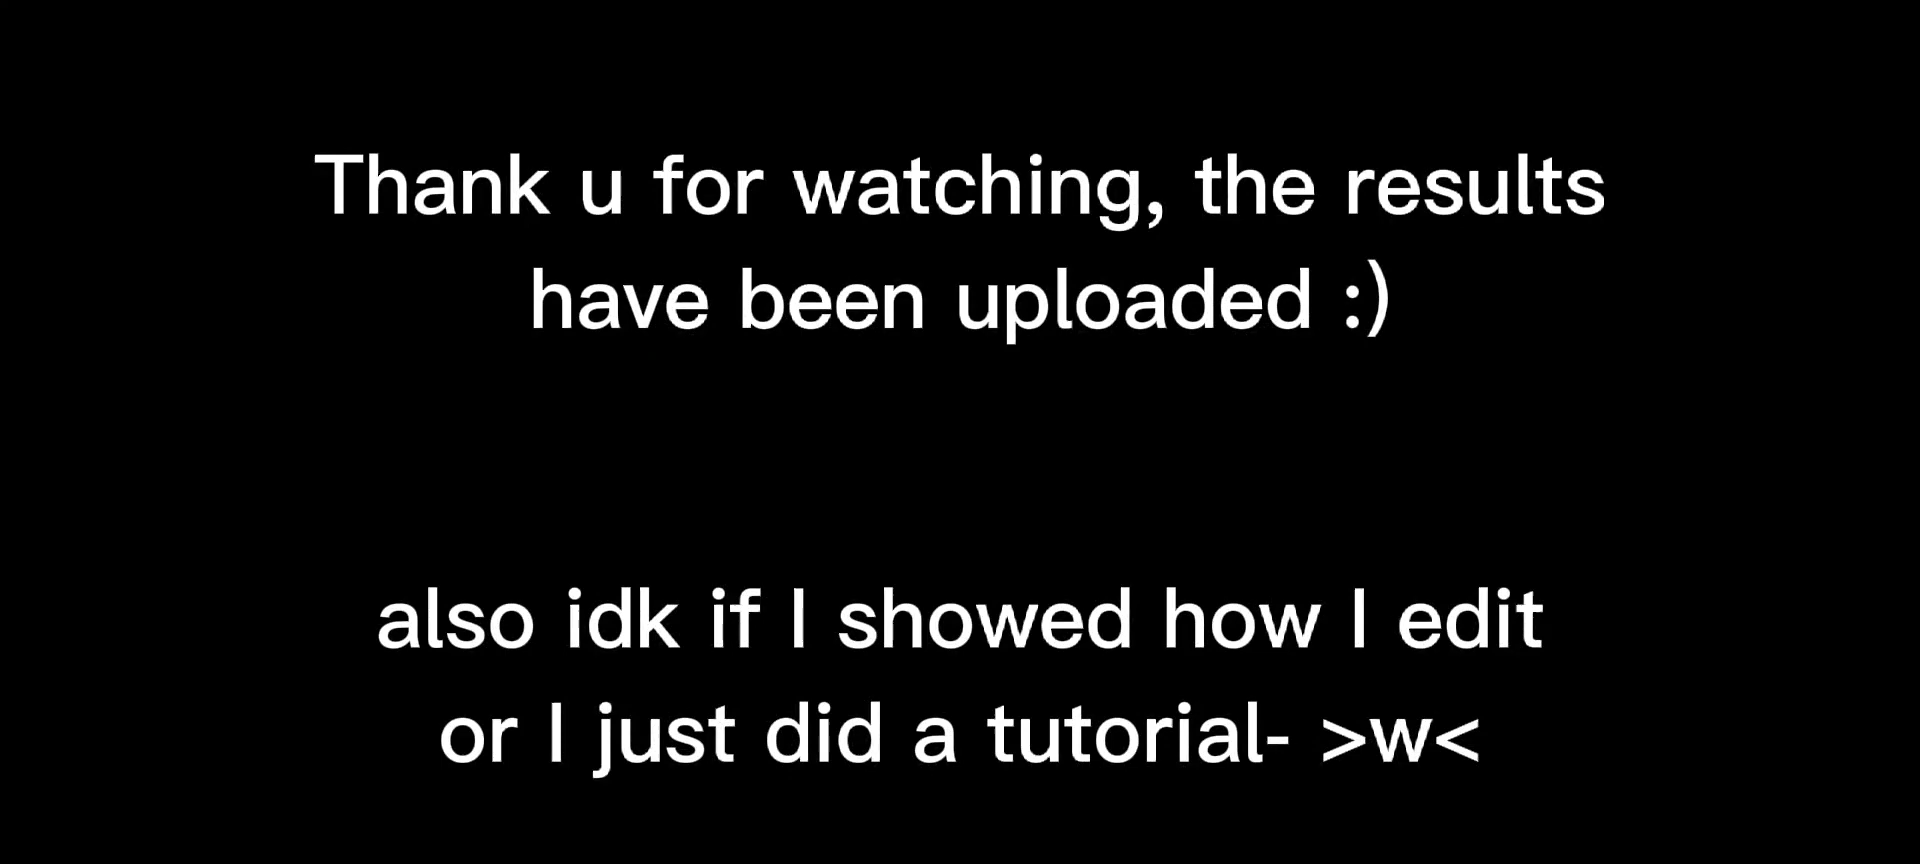 Thank u for watching, the results
have been uploaded :)
also idk if I showed how I edit
or I just did a tutorial- >w<